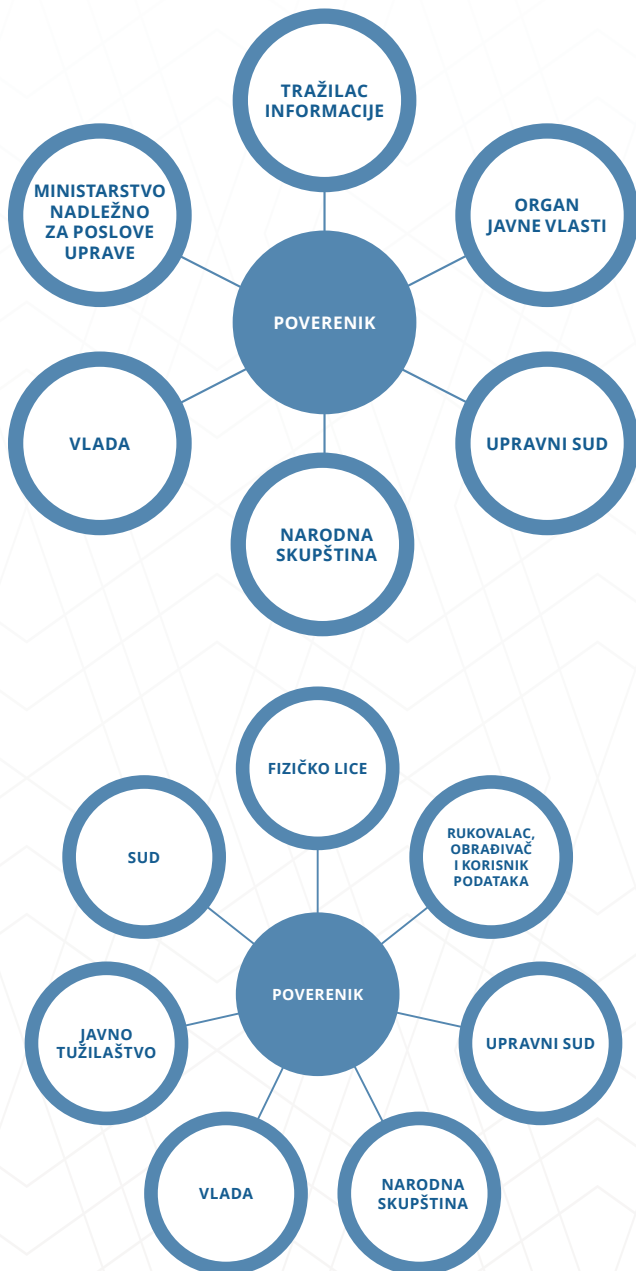 TRAŽILAC
INFORMACIJE
MINISTARSTVO
NADLEŽNO
ZA POSLOVE
UPRAVE
ORGAN
JAVNE VLASTI
POVERENIK
VLADA
UPRAVNI SUD
NARODNA
SKUPŠTINA
FIZIČKO LICE
SUD
RUKOVALAC,
OBRAĐIVAČ
I KORISNIK
PODATAKA
POVERENIK
JAVNO
TUŽILAŠTVO
UPRAVNI SUD
VLADA
NARODNA
SKUPŠTINA